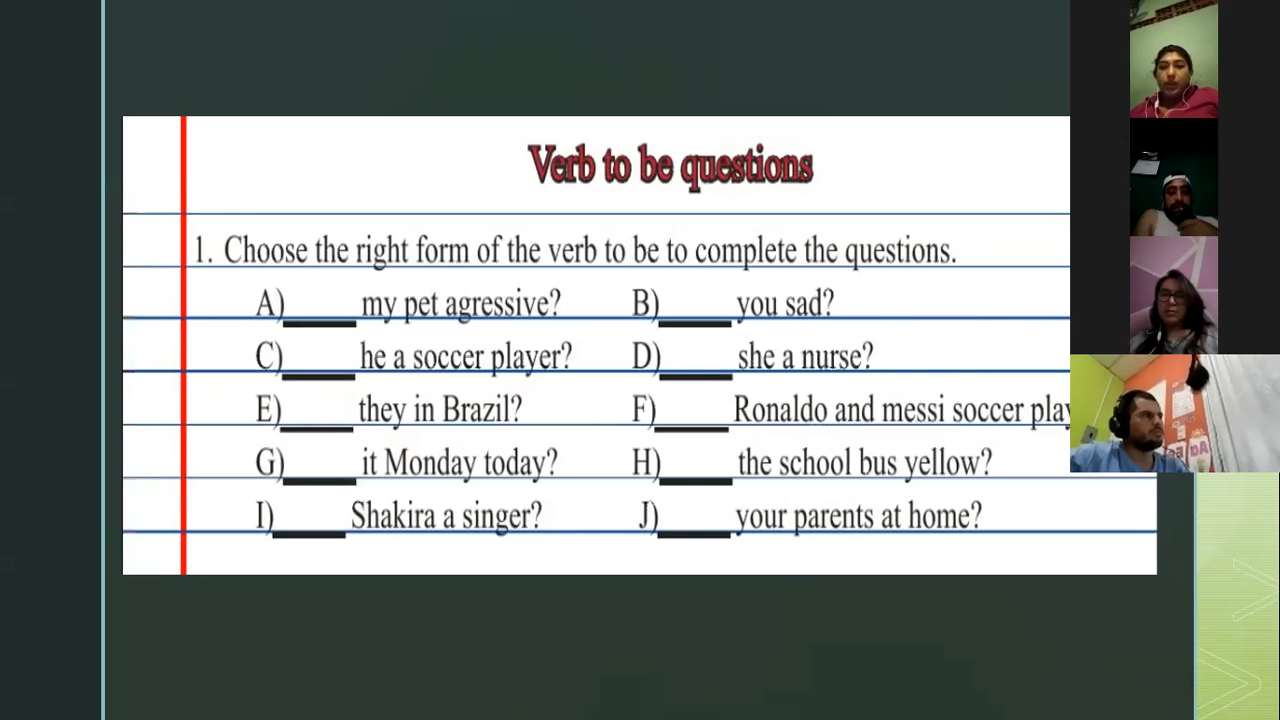 Verb to be questions
1. Choose the right form of the verb to be to complete the questions.
A)_____ my pet agressive? B)_____ you sad?
C)_____ he a soccer player? D)_____ she a nurse?
E)_____ they in Brazil? F)_____ Ronaldo and messi soccer
G)_____ it Monday today? H)_____ the school bus yellow?
I)_____ Shakira a singer? J)_____ your parents at home?